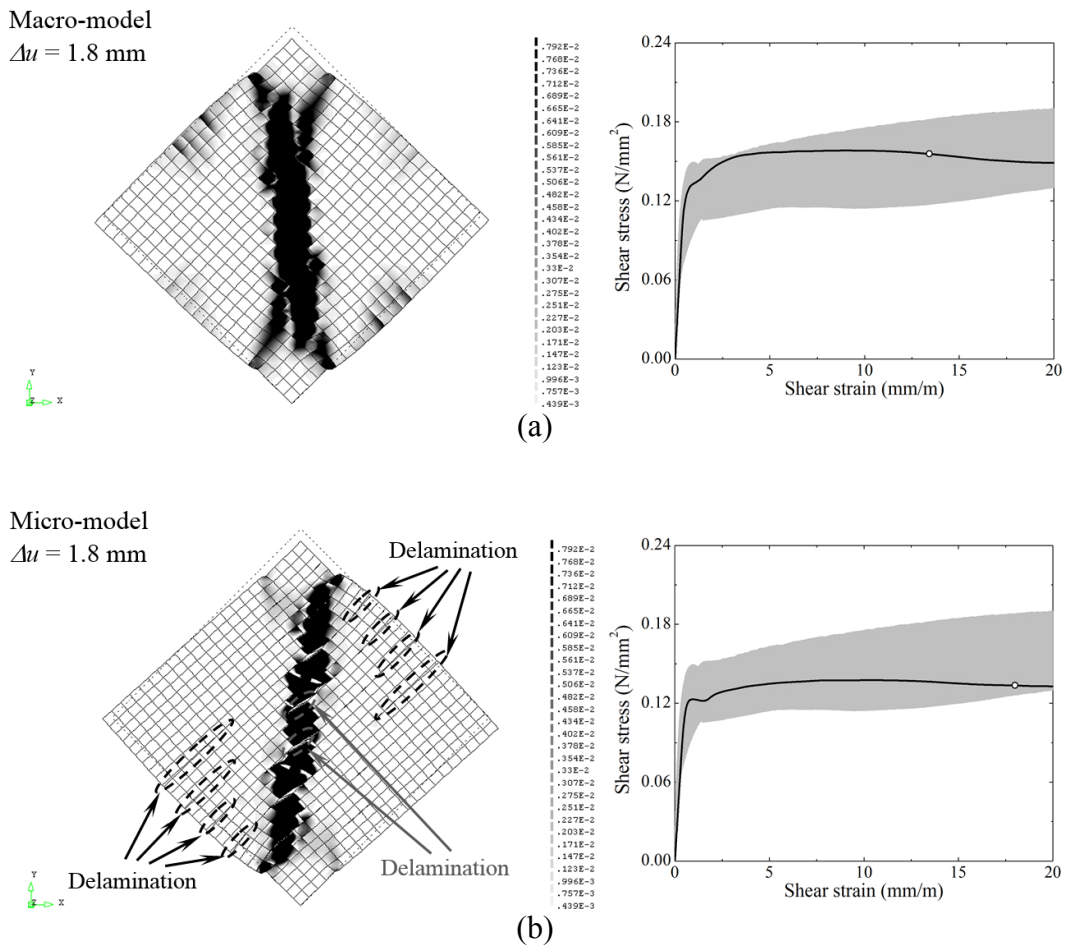 Macro-model
Δu = 1.8 mm
.792E-2
.768E-2
.736E-2
.712E-2
.689E-2
.665E-2
.641E-2
.609E-2
.585E-2
.561E-2
.537E-2
.506E-2
.482E-2
.458E-2
.434E-2
.402E-2
.378E-2
.354E-2
.33E-2
.307E-2
.275E-2
.251E-2
.227E-2
.203E-2
.171E-2
.147E-2
.123E-2
.996E-3
.757E-3
.439E-3
Y
Z X
0.24
0.18
0.12
0.06
0.00
Shear stress (N/mm²)
0 5 10 15 20
Shear strain (mm/m)
(a)
Micro-model
Δu = 1.8 mm
Delamination
Delamination
Delamination
.792E-2
.768E-2
.736E-2
.712E-2
.689E-2
.665E-2
.641E-2
.609E-2
.585E-2
.561E-2
.537E-2
.506E-2
.482E-2
.458E-2
.434E-2
.402E-2
.378E-2
.354E-2
.33E-2
.307E-2
.275E-2
.251E-2
.227E-2
.203E-2
.171E-2
.147E-2
.123E-2
.996E-3
.757E-3
.439E-3
Y
Z X
0.24
0.18
0.12
0.06
0.00
Shear stress (N/mm²)
0 5 10 15 20
Shear strain (mm/m)
(b)